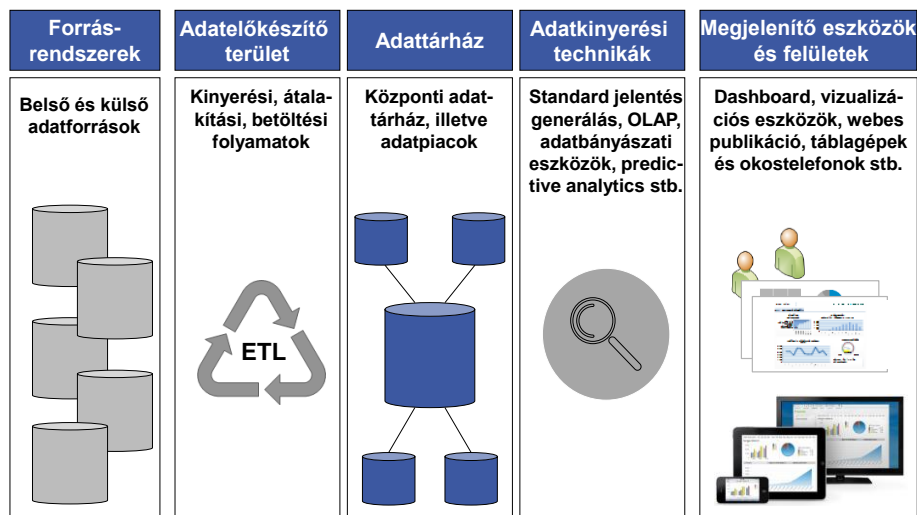 Forrás-
rendszerek
Belső és külső
adatforrások
Adatelőkészítő
terület
Kinyerési, átala-
kítási, betöltési
folyamatok
ETL
Adattárház
Központi adat-
tárház, illetve
adatpiacok
Adatkinyerési
technikák
Standard jelentés
generálás, OLAP,
adatbányászati
eszközök, predic-
tive analytics stb.
Megjelenítő eszközök
és felületek
Dashboard, vizualizá-
ciós eszközök, webes
publikáció, táblagépek
és okostelefonok stb.